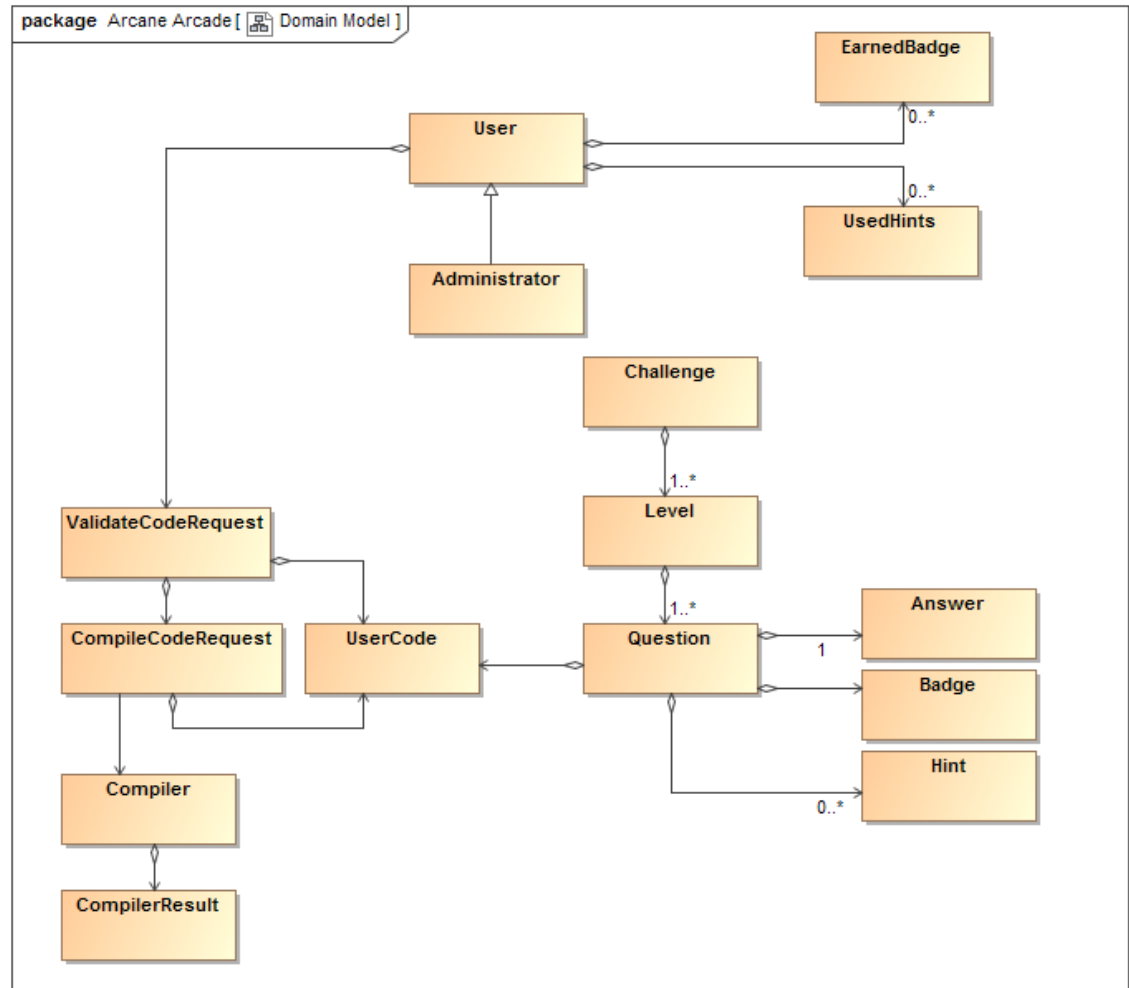 package Arcane Arcade [ Domain Model ]
EarnedBadge
0..*
User
0..*
UsedHints
Administrator
Challenge
1..*
Level
ValidateCodeRequest
1..*
Answer
CompileCodeRequest
UserCode
Question
1
Badge
Hint
0..*
Compiler
CompilerResult